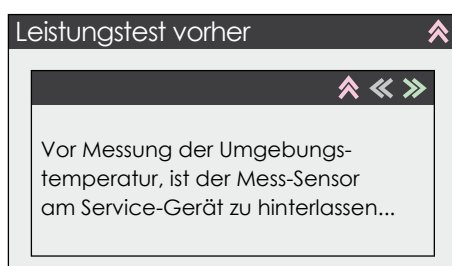 Leistungstest vorher
Vor Messung der Umgebungs-
temperatur, ist der Mess-Sensor
am Service-Gerät zu hinterlassen...